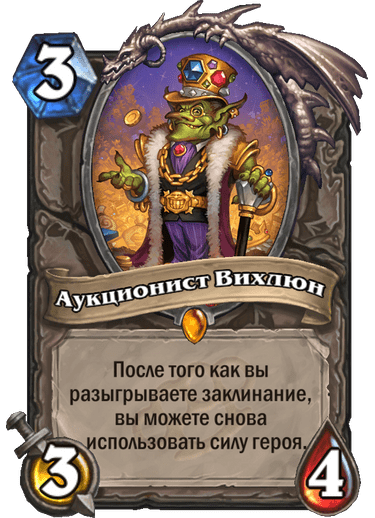 3
Аукционист Вихлюн
После того как вы
разыгрываете заклинание,
вы можете снова
использовать силу героя.
3
4